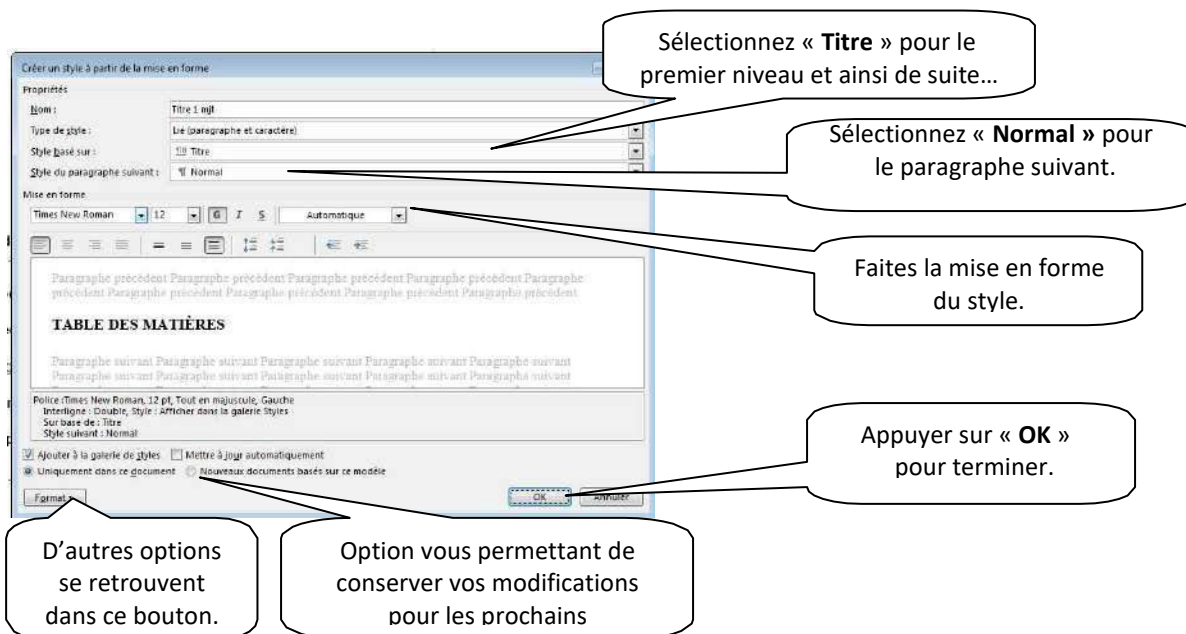 Sélectionnez « Titre » pour le
premier niveau et ainsi de suite…
Créer un style à partir de la mise en forme
Propriétés
Nom :
Titre 1 mjt
Type de style :
Lié (paragraphe et caractère)
Style basé sur :
Titre
Style du paragraphe suivant :
¶ Normal
Sélectionnez « Normal » pour
le paragraphe suivant.
Mise en forme
Times New Roman
12
G I S
Automatique
Faites la mise en forme
du style.
Paragraphe précédent Paragraphe précédent Paragraphe précédent Paragraphe précédent Paragraphe
précédent Paragraphe précédent Paragraphe précédent Paragraphe précédent Paragraphe précédent
TABLE DES MATIÈRES
Paragraphe suivant Paragraphe suivant Paragraphe suivant Paragraphe suivant Paragraphe suivant
Paragraphe suivant Paragraphe suivant Paragraphe suivant Paragraphe suivant Paragraphe suivant
Police :Times New Roman, 12 pt, Tout en majuscule, Gauche
Interligne : Double, Style : Afficher dans la galerie Styles
Sur base de : Titre
Style suivant : Normal
Ajouter à la galerie de styles
Mettre à jour automatiquement
Uniquement dans ce document
Nouveaux documents basés sur ce modèle
Format
OK
Annuler
Appuyer sur « OK »
pour terminer.
D’autres options
se retrouvent
dans ce bouton.
Option vous permettant de
conserver vos modifications
pour les prochains